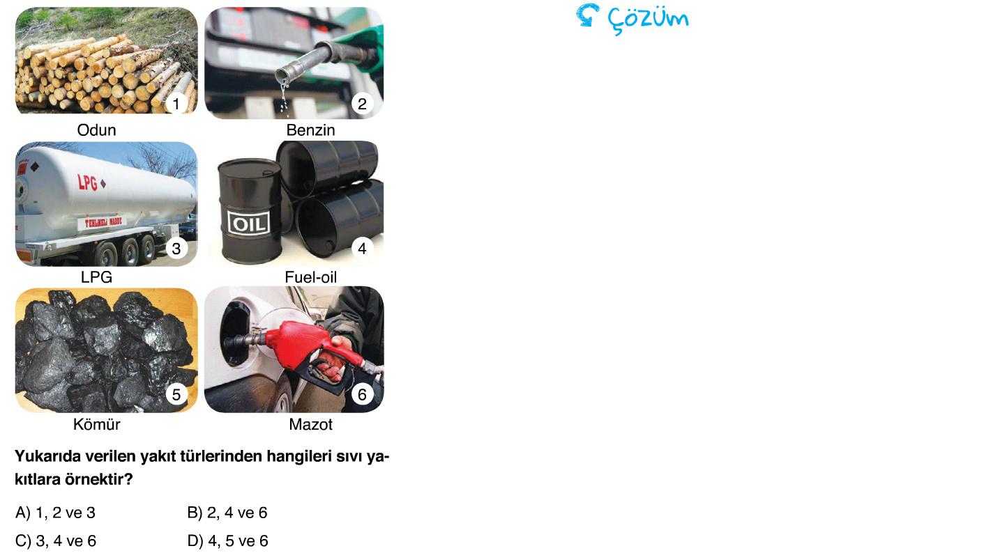 Çözüm
1
2
Odun
Benzin
LPG
TEHLİKELİ MADDE
3
OIL
4
LPG
Fuel-oil
5
6
Kömür
Mazot
Yukarıda verilen yakıt türlerinden hangileri sıvı ya-
kıtlara örnektir?
A) 1, 2 ve 3
B) 2, 4 ve 6
C) 3, 4 ve 6
D) 4, 5 ve 6